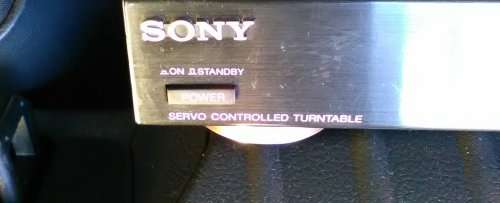 SONY
ON STANDBY
POWER
SERVO CONTROLLED TURNTABLE